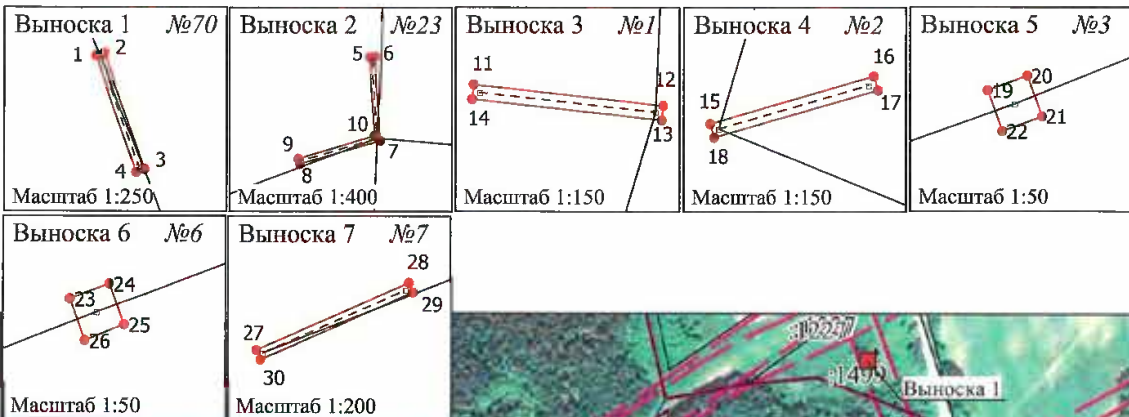 Выноска 1 №70
1 2
4 3
Масштаб 1:250
Выноска 2 №23
5 6
10
9 7
8
Масштаб 1:400
Выноска 3 №1
11
12
14
13
Масштаб 1:150
Выноска 4 №2
16
15 17
18
Масштаб 1:150
Выноска 5 №3
19 20
22 21
Масштаб 1:50
Выноска 6 №6
23 24
26 25
Масштаб 1:50
Выноска 7 №7
28
29
27
30
Масштаб 1:200
:1499
Выноска 1